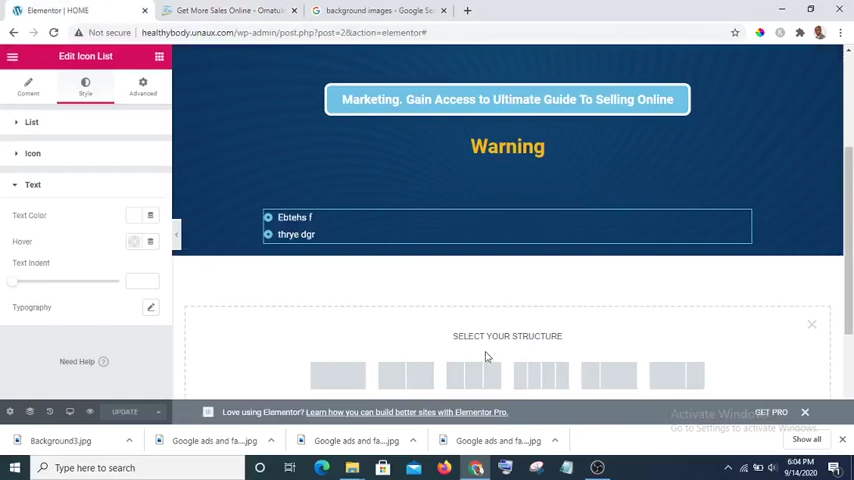 Elementor | HOME
Get More Sales Online - Omatuk
background images - Google Se
Not secure | healthybody.unaux.com/wp-admin/post.php?post=2&action=elementor#
Edit Icon List
Content
Style
Advanced
List
Icon
Text
Text Color
Hover
Text Indent
Typography
Need Help
UPDATE
Marketing. Gain Access to Ultimate Guide To Selling Online
Warning
Ebtehs f
thrye dgr
SELECT YOUR STRUCTURE
Love using Elementor? Learn how you can build better sites with Elementor Pro.
GET PRO
Activate Windows
Go to Settings to activate Windows.
Background3.jpg
Google ads and fa....jpg
Google ads and fa....jpg
Google ads and fa....jpg
Show all
Type here to search
6:04 PM
9/14/2020